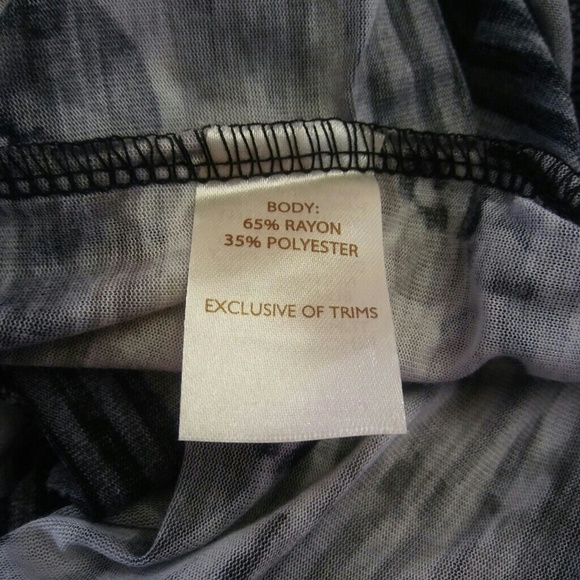 BODY:
65% RAYON
35% POLYESTER
EXCLUSIVE OF TRIMS